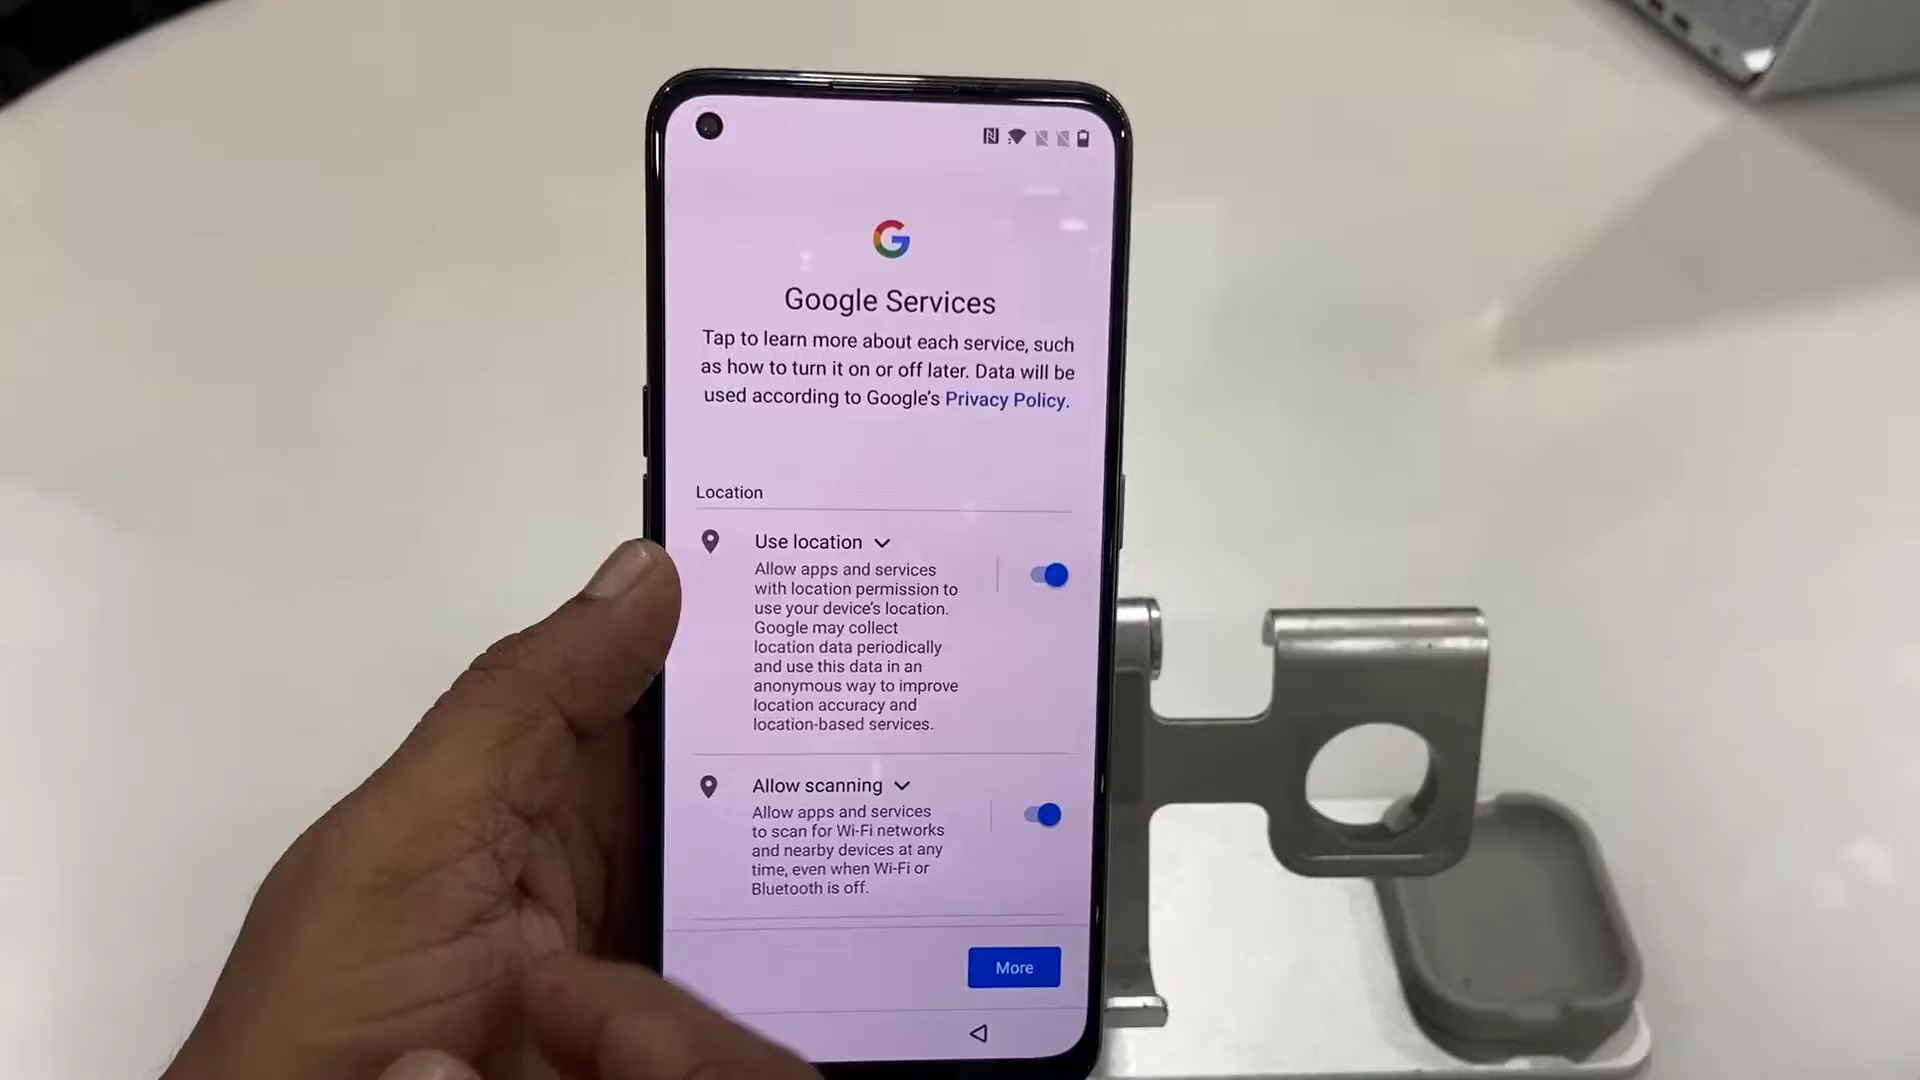 Google Services
Tap to learn more about each service, such
as how to turn it on or off later. Data will be
used according to Google’s Privacy Policy.
Location
Use location
Allow apps and services
with location permission to
use your device’s location.
Google may collect
location data periodically
and use this data in an
anonymous way to improve
location accuracy and
location-based services.
Allow scanning
Allow apps and services
to scan for Wi-Fi networks
and nearby devices at any
time, even when Wi-Fi or
Bluetooth is off.
More